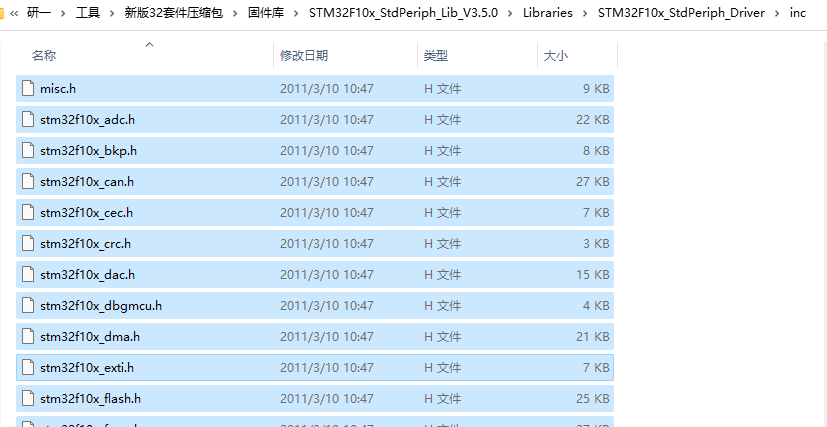 « 研一 › 工具 › 新版32套件压缩包 › 固件库 › STM32F10x_StdPeriph_Lib_V3.5.0 › Libraries › STM32F10x_StdPeriph_Driver › inc
名称 修改日期 类型 大小
misc.h 2011/3/10 10:47 H 文件 9 KB
stm32f10x_adc.h 2011/3/10 10:47 H 文件 22 KB
stm32f10x_bkp.h 2011/3/10 10:47 H 文件 8 KB
stm32f10x_can.h 2011/3/10 10:47 H 文件 27 KB
stm32f10x_cec.h 2011/3/10 10:47 H 文件 7 KB
stm32f10x_crc.h 2011/3/10 10:47 H 文件 3 KB
stm32f10x_dac.h 2011/3/10 10:47 H 文件 15 KB
stm32f10x_dbgmcu.h 2011/3/10 10:47 H 文件 4 KB
stm32f10x_dma.h 2011/3/10 10:47 H 文件 21 KB
stm32f10x_exti.h 2011/3/10 10:47 H 文件 7 KB
stm32f10x_flash.h 2011/3/10 10:47 H 文件 25 KB